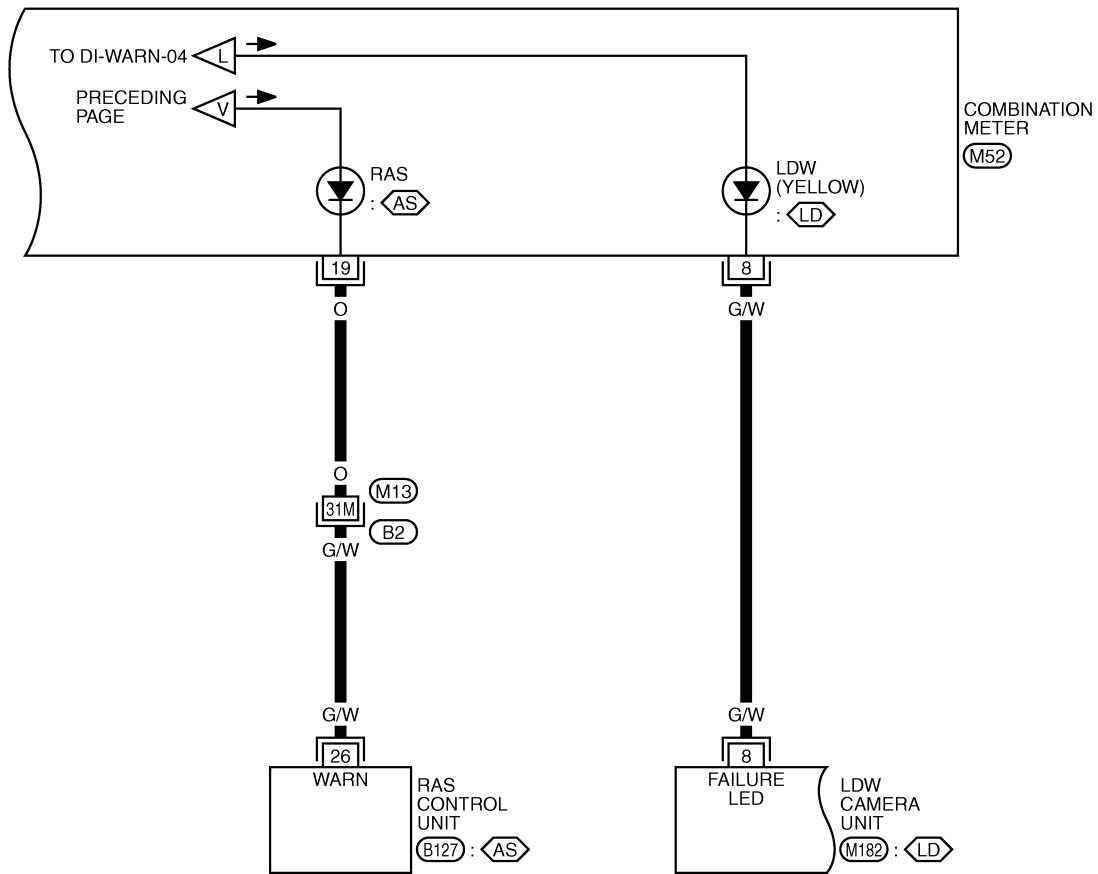 TO DI-WARN-04
L
PRECEDING
PAGE
V
COMBINATION
METER
M52
RAS
: AS
LDW
(YELLOW)
: LD
19
8
O
G/W
O
M13
31M
B2
G/W
G/W
G/W
26
8
WARN
FAILURE
LED
RAS
CONTROL
UNIT
B127 : AS
LDW
CAMERA
UNIT
M182 : LD